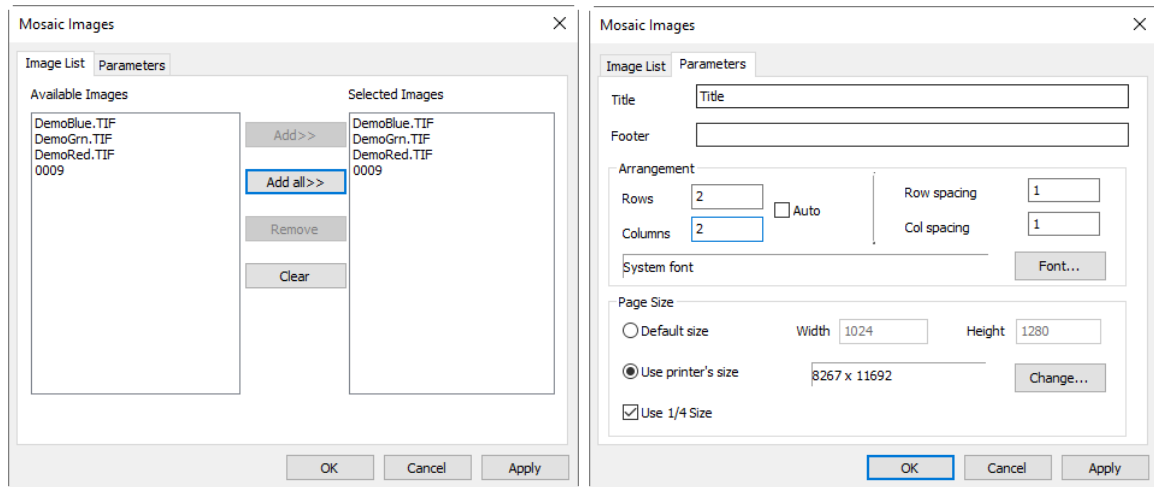 Mosaic Images
Image List Parameters
Available Images Selected Images
DemoBlue.TIF
DemoGrn.TIF
DemoRed.TIF
0009
Add>>
Add all>>
Remove
Clear
DemoBlue.TIF
DemoGrn.TIF
DemoRed.TIF
0009
OK Cancel Apply
Mosaic Images
Image List Parameters
Title Title
Footer
Arrangement
Rows 2
Columns 2
Auto
Row spacing 1
Col spacing 1
System font Font...
Page Size
Default size Width 1024 Height 1280
Use printer's size 8267 x 11692 Change...
Use 1/4 Size
OK Cancel Apply